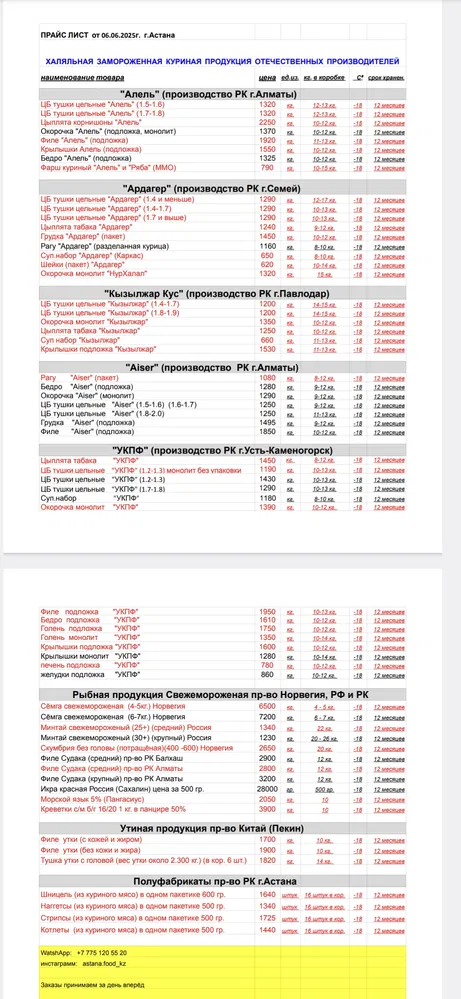 ПРАЙС ЛИСТ от 06.06.2025г. г.Астана
ХАЛЯЛЬНАЯ ЗАМОРОЖЕННАЯ КУРИНАЯ ПРОДУКЦИЯ ОТЕЧЕСТВЕННЫХ ПРОИЗВОДИТЕЛЕЙ
наименование товара цена ед.из. кг. в коробке С° срок хранен.
"Алель" (производство РК г.Алматы)
ЦБ тушки цельные "Алель" (1.5-1.6) 1320 кг. 12-13 кг. -18 12 месяцев
ЦБ тушки цельные "Алель" (1.7-1.8) 1320 кг. 12-13 кг. -18 12 месяцев
Цыплята корнишоны "Алель" 2250 кг. 10-12 кг. -18 12 месяцев
Окорочка "Алель" (подложка, монолит) 1370 кг. 10-12 кг. -18 12 месяцев
Филе "Алель" (подложка) 1920 кг. 11-13 кг. -18 12 месяцев
Крылышки Алель (подложка) 1550 кг. 10-12 кг. -18 12 месяцев
Бедро "Алель" (подложка) 1325 кг. 10-12 кг. -18 12 месяцев
Фарш куриный "Алель" и "Ряба" (ММО) 790 кг. 10-15 кг. -18 12 месяцев
"Ардагер" (производство РК г.Семей)
ЦБ тушки цельные "Ардагер" (1.4 и меньше) 1290 кг. 12-17 кг. -18 12 месяцев
ЦБ тушки цельные "Ардагер" (1.4-1.7) 1290 кг. 10-13 кг. -18 12 месяцев
ЦБ тушки цельные "Ардагер" (1.7 и выше) 1290 кг. 10-13 кг. -18 12 месяцев
Цыплята табака "Ардагер" 1240 кг. 9-12 кг. -18 12 месяцев
Грудка "Ардагер" (пакет) 1450 кг. 10-12 кг. -18 12 месяцев
Рагу "Ардагер" (разделанная курица) 1160 кг. 8-10 кг. -18 12 месяцев
Суп.набор "Ардагер" (Каркас) 650 кг. 8-10 кг. -18 12 месяцев
Шейки (пакет) "Ардагер" 620 кг. 10-14 кг. -18 12 месяцев
Окорочка монолит "НурХалал" 1320 кг. 15 кг. -18 12 месяцев
"Кызылжар Кус" (производство г.Павлодар)
ЦБ тушки цельные "Кызылжар" (1.4-1.7) 1200 кг. 14-15 кг. -18 12 месяцев
ЦБ тушки цельные "Кызылжар" (1.8-1.9) 1200 кг. 14-15 кг. -18 12 месяцев
Окорочка монолит "Кызылжар" 1350 кг. 10-12 кг. -18 12 месяцев
Цыплята табака "Кызылжар" 1250 кг. 10-12 кг. -18 12 месяцев
Суп набор "Кызылжар" 660 кг. 11-13 кг. -18 12 месяцев
Крылышки подложка "Кызылжар" 1530 кг. 11-13 кг. -18 12 месяцев
"Aiser" (производство РК г.Алматы)
Рагу "Aiser" (пакет) 1080 кг. 8-12 кг. -18 12 месяцев
Бедро "Aiser" (подложка) 1280 кг. 9-12 кг. -18 12 месяцев
Окорочка "Aiser" (монолит) 1290 кг. 9-12 кг. -18 12 месяцев
ЦБ тушки цельные "Aiser" (1.5-1.6) (1.6-1.7) 1250 кг. 9-12 кг. -18 12 месяцев
ЦБ тушки цельные "Aiser" (1.8-2.0) 1250 кг. 11-13 кг. -18 12 месяцев
Грудка "Aiser" (подложка) 1495 кг. 9-12 кг. -18 12 месяцев
Филе "Aiser" (подложка) 1850 кг. 10-12 кг. -18 12 месяцев
"УКПФ" (производство РК г.Усть-Каменогорск)
Цыплята табака "УКПФ" 1450 кг. 8-12 кг. -18 12 месяцев
ЦБ тушки цельные "УКПФ" (1.2-1.3) монолит без упаковки 1190 кг. 10-13 кг. -18 12 месяцев
ЦБ тушки цельные "УКПФ" (1.2-1.3) 1430 кг. 10-13 кг. -18 12 месяцев
ЦБ тушки цельные "УКПФ" (1.7-1.8) 1290 кг. 10-13 кг. -18 12 месяцев
Суп.набор "УКПФ" 1180 кг. 8-10 кг. -18 12 месяцев
Окорочка монолит "УКПФ" 1390 кг. 10-12 кг. -18 12 месяцев
Филе подложка "УКПФ" 1950 кг. 10-13 кг. -18 12 месяцев
Бедро подложка "УКПФ" 1610 кг. 10-12 кг. -18 12 месяцев
Голень подложка "УКПФ" 1750 кг. 10-12 кг. -18 12 месяцев
Голень монолит "УКПФ" 1350 кг. 10-14 кг. -18 12 месяцев
Крылышки подложка "УКПФ" 1600 кг. 10-12 кг. -18 12 месяцев
Крылышки монолит "УКПФ" 1280 кг. 10-14 кг. -18 12 месяцев
печень подложка "УКПФ" 780 кг. 10-12 кг. -18 12 месяцев
желудки подложка "УКПФ" 860 кг. 10-12 кг. -18 12 месяцев
Рыбная продукция Свежемороженая пр-во Норвегия, РФ и РК
Сёмга свежемороженая (4-5кг.) Норвегия 6500 кг. 4 - 5 кг. -18 12 месяцев
Сёмга свежемороженая (6-7кг.) Норвегия 7200 кг. 6 - 7 кг. -18 12 месяцев
Минтай свежемороженый (25+) (средний) Россия 1340 кг. 22 кг. -18 12 месяцев
Минтай свежемороженый (30+) (крупный) Россия 1230 кг. 20 - 26 кг. -18 12 месяцев
Скумбрия без головы (потрашёная)(400 -600) Норвегия 2650 кг. 20 кг. -18 12 месяцев
Филе Судака (средний) пр-во РК Балхаш 2900 кг. 12 кг. -18 12 месяцев
Филе Судака (средний) пр-во РК Алматы 2800 кг. 12 кг. -18 12 месяцев
Филе Судака (крупный) пр-во РК Алматы 3200 кг. 12 кг. -18 12 месяцев
Икра красная Россия (Сахалин) цена за 500 гр. 28000 гр. 500 гр. -18 12 месяцев
Морской язык 5% (Пангасиус) 2050 кг. 10 -18 12 месяцев
Креветки с/м б/г 16/20 1 кг. в панцире 50% 3900 кг. 10 -18 12 месяцев
Утиная продукция пр-во Китай (Пекин)
Филе утки (с кожей и жиром) 1700 кг. 10 кг. -18 12 месяцев
Филе утки (без кожи и жира) 1900 кг. 10 кг. -18 12 месяцев
Тушка утки с головой (вес утки около 2.300 кг.) (в кор. 6 шт.) 1820 кг. 14 кг. -18 12 месяцев
Полуфабрикаты пр-во РК г.Астана
Шницель (из куриного мясо) в одном пакетике 600 гр. 1640 штук 16 штук в кор. -18 12 месяцев
Наггетсы (из куриного мяса) в одном пакетике 500 гр. 1340 штук 16 штук в кор. -18 12 месяцев
Стрипсы (из куриного мяса) в одном пакетике 500 гр. 1725 штук 16 штук в кор. -18 12 месяцев
Котлеты (из куриного мяса) в одном пакетике 500 гр. 1440 штук 16 штук в кор. -18 12 месяцев
WatshApp: +7 775 120 55 20
инстаграмм: astana.food_kz
Заказы принимаем за день вперёд